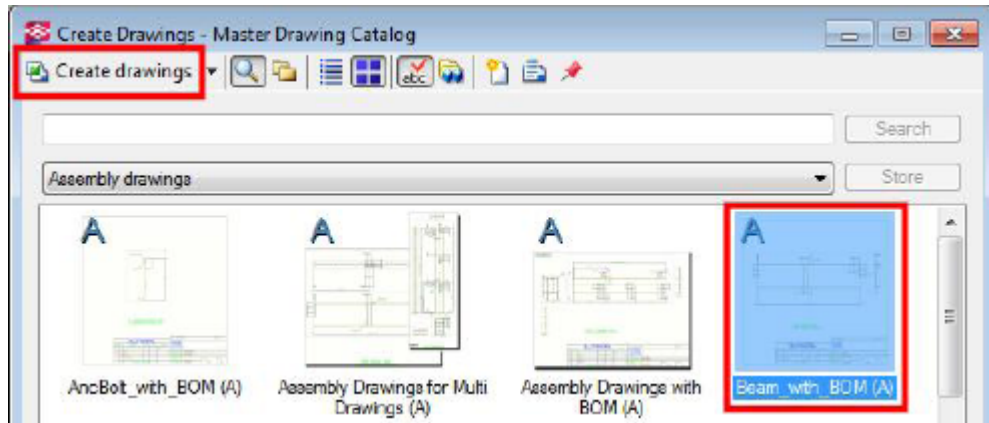 Create Drawings - Master Drawing Catalog
Create drawings
abc
Search
Assembly drawings
Store
A
A
A
A
AncBolt_with_BOM (A)
Assembly Drawings for Multi
Drawings (A)
Assembly Drawings with
BOM (A)
Beam_with_BOM (A)